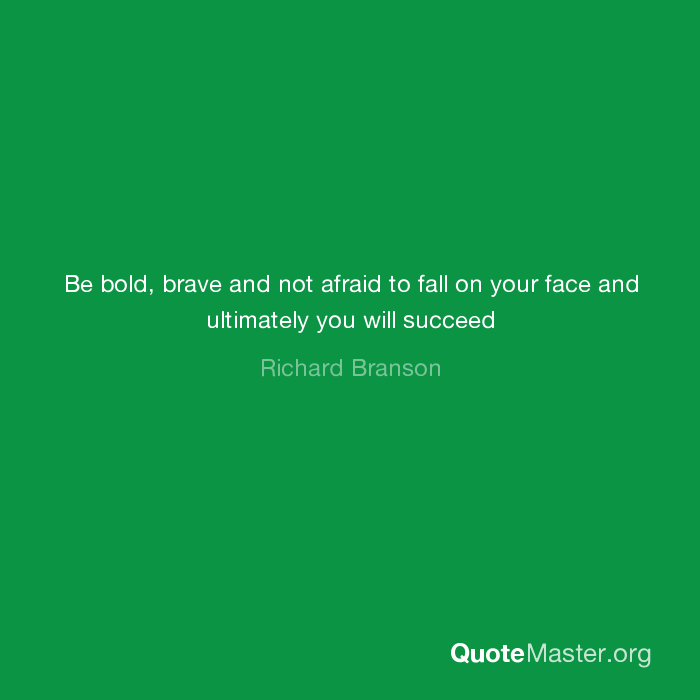 Be bold, brave and not afraid to fall on your face and
ultimately you will succeed
Richard Branson
QuoteMaster.org